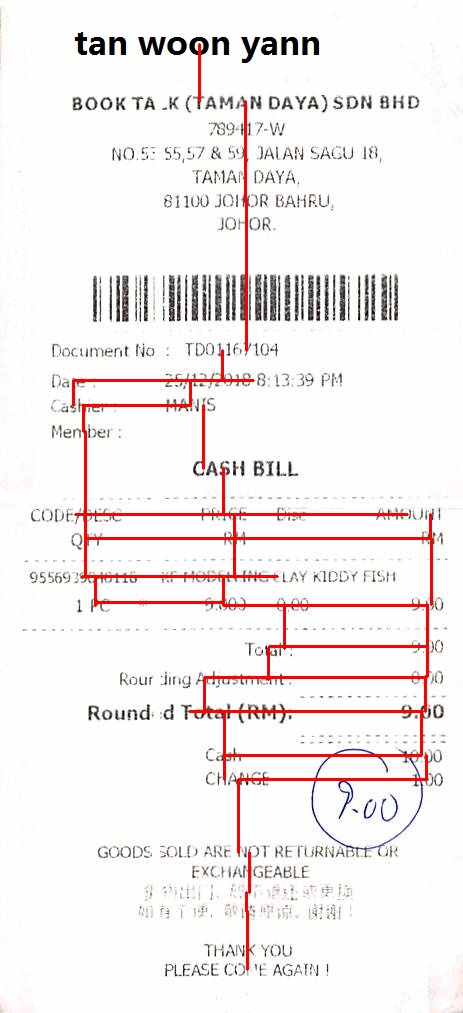 tan woon yann
BOOK TA .K (TAMAN DAYA) SDN BHD
789417-W
NO.53 55,57 & 59, JALAN SAGU 18,
TAMAN DAYA,
81100 JOHOR BAHRU,
JOHOR.
Document No : TD01167104
Date : 25/12/2018 8:13:39 PM
Cashier : MANIS
Member :
CASH BILL
CODE/DESC PRICE Disc AMOUNT
QTY RM RM
9556939040116 KF MODELLING CLAY KIDDY FISH
1 PC * 9.000 0.00 9.00
Total : 9.00
Rounding Adjustment : 0.00
Rounded Total (RM): 9.00
Cash 10.00
CHANGE 1.00
9-00
GOODS SOLD ARE NOT RETURNABLE OR
EXCHANGEABLE
THANK YOU
PLEASE COME AGAIN !